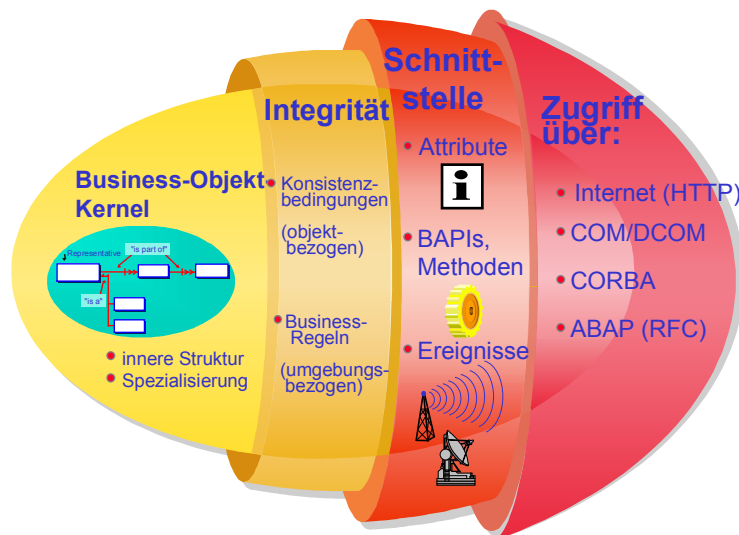 Business-Objekt
Kernel
Representative
"is part of"
"is a"
innere Struktur
Spezialisierung
Integrität
Konsistenz-
bedingungen
(objekt-
bezogen)
Business-
Regeln
(umgebungs-
bezogen)
Schnitt-
stelle
Attribute
i
BAPIs,
Methoden
Ereignisse
Zugriff
über:
Internet (HTTP)
COM/DCOM
CORBA
ABAP (RFC)